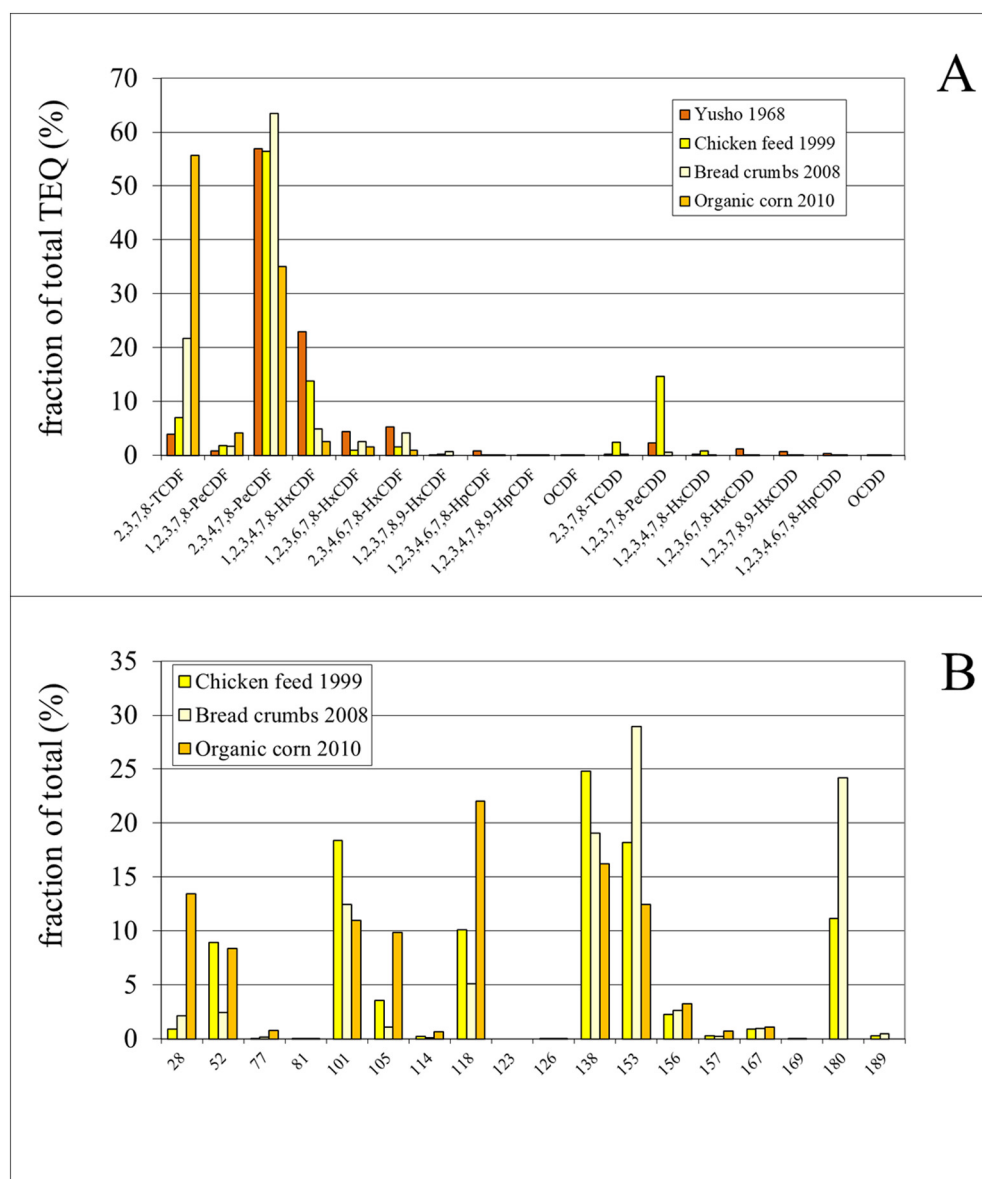 A
fraction of total TEQ (%)
70
60
50
40
30
20
10
0
Yusho 1968
Chicken feed 1999
Bread crumbs 2008
Organic corn 2010
2,3,7,8-TCDF
1,2,3,7,8-PeCDF
2,3,4,7,8-PeCDF
1,2,3,4,7,8-HxCDF
1,2,3,6,7,8-HxCDF
2,3,4,6,7,8-HxCDF
1,2,3,7,8,9-HxCDF
1,2,3,4,6,7,8-HpCDF
1,2,3,4,7,8,9-HpCDF
OCDF
2,3,7,8-TCDD
1,2,3,7,8-PeCDD
1,2,3,4,7,8-HxCDD
1,2,3,6,7,8-HxCDD
1,2,3,7,8,9-HxCDD
1,2,3,4,6,7,8-HpCDD
OCDD
B
fraction of total (%)
35
30
25
20
15
10
5
0
Chicken feed 1999
Bread crumbs 2008
Organic corn 2010
28
52
77
81
101
105
114
118
123
126
138
153
156
157
167
169
180
189